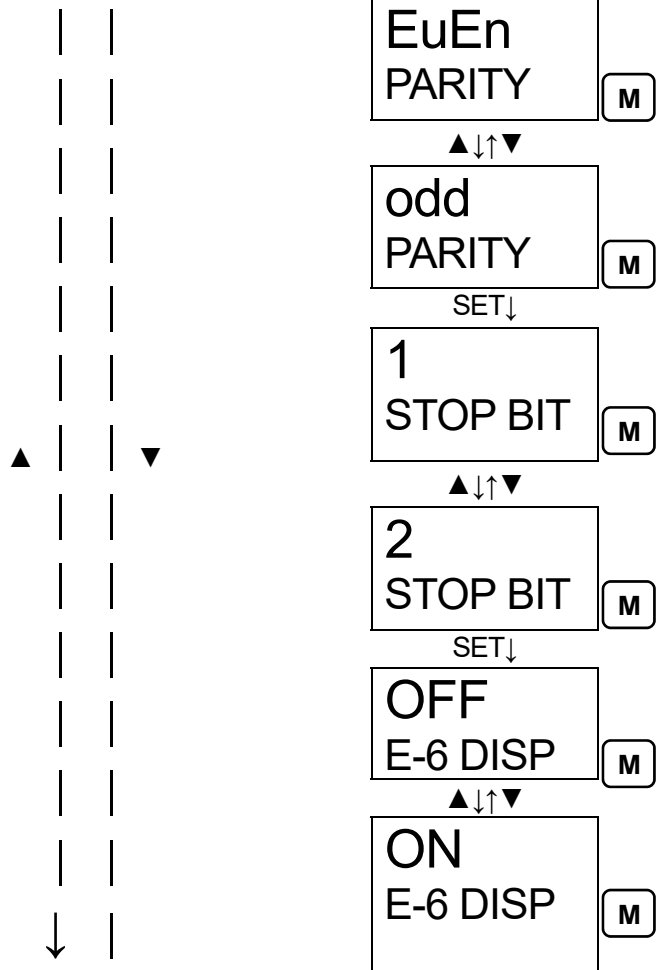 EuEn
PARITY
M
▲↓↑▼
odd
PARITY
M
SET↓
1
STOP BIT
M
▲ ▼
▲↓↑▼
2
STOP BIT
M
SET↓
OFF
E-6 DISP
M
▲↓↑▼
ON
E-6 DISP
M
↓